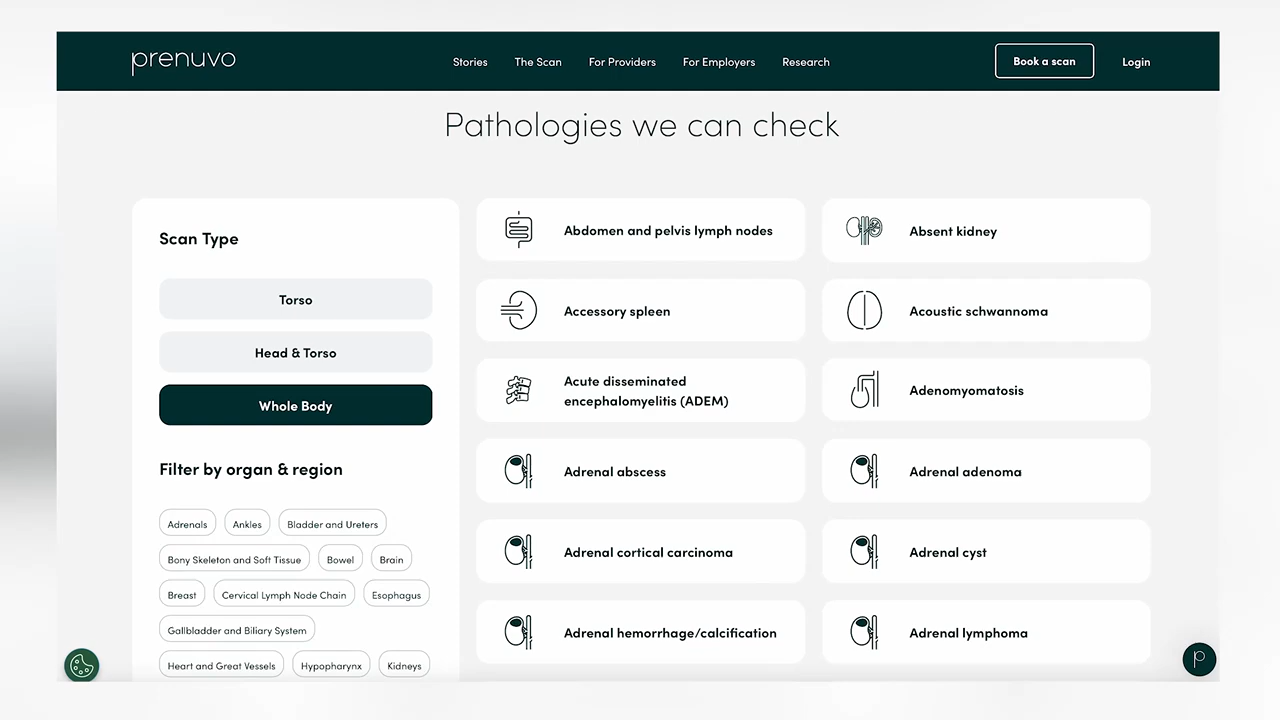 prenuvo
Stories
The Scan
For Providers
For Employers
Research
Book a scan
Login
Pathologies we can check
Scan Type
Torso
Head & Torso
Whole Body
Filter by organ & region
Adrenals
Ankles
Bladder and Ureters
Bony Skeleton and Soft Tissue
Bowel
Brain
Breast
Cervical Lymph Node Chain
Esophagus
Gallbladder and Biliary System
Heart and Great Vessels
Hypopharynx
Kidneys
Abdomen and pelvis lymph nodes
Absent kidney
Accessory spleen
Acoustic schwannoma
Acute disseminated
encephalomyelitis (ADEM)
Adenomyomatosis
Adrenal abscess
Adrenal adenoma
Adrenal cortical carcinoma
Adrenal cyst
Adrenal hemorrhage/calcification
Adrenal lymphoma
p